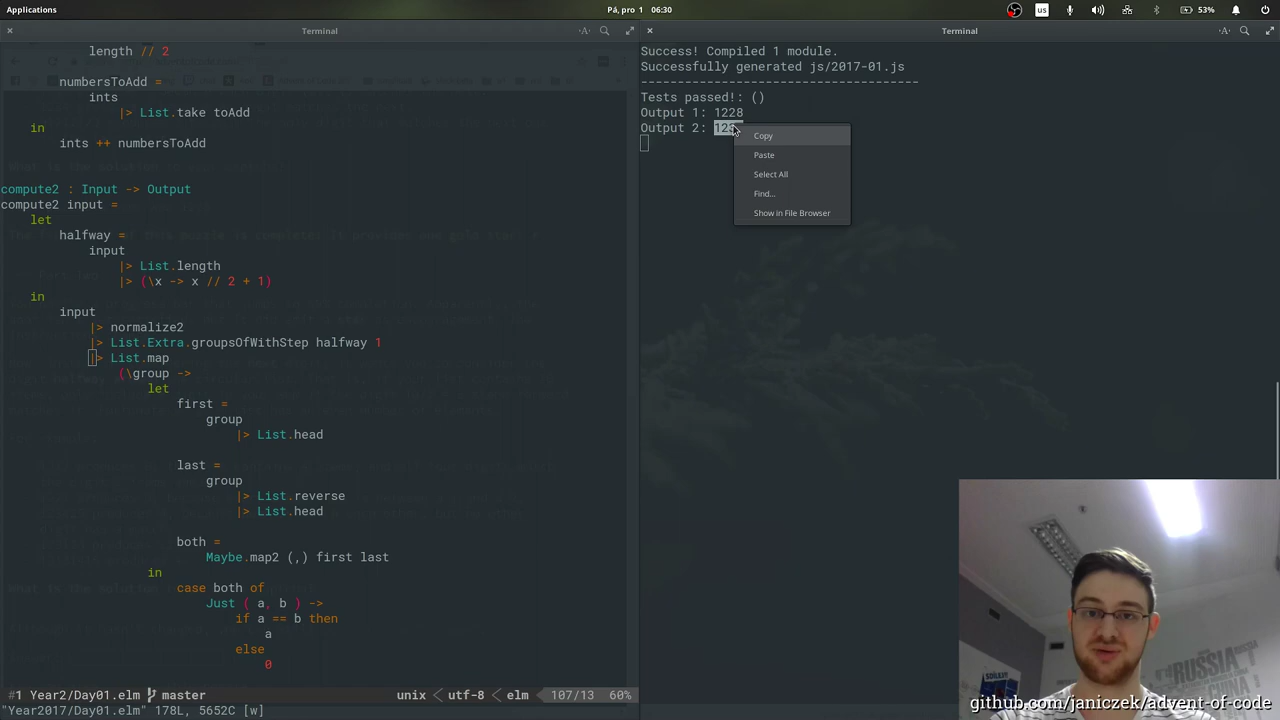 Applications
Pá, pro 1 06:30
us
53%
Terminal
-A-
length // 2
numbersToAdd =
ints
|> List.take toAdd
in
ints ++ numbersToAdd
compute2 : Input -> Output
compute2 input =
let
halfway =
input
|> List.length
|> (\x -> x // 2 + 1)
in
input
|> normalize2
|> List.Extra.groupsOfWithStep halfway 1
|> List.map
(\group ->
let
first =
group
|> List.head
last =
group
|> List.reverse
|> List.head
both =
Maybe.map2 (,) first last
in
case both of
Just ( a, b ) ->
if a == b then
a
else
0
#1 Year2/Day01.elm master unix < utf-8 < elm 107/13 60%
"Year2017/Day01.elm" 178L, 5652C [w]
Terminal
-A-
Success! Compiled 1 module.
Successfully generated js/2017-01.js
--------------------------------------
Tests passed!: ()
Output 1: 1228
Output 2:
Copy
Paste
Select All
Find...
Show in File Browser
RUSSIA
github.com/janiczek/advent-of-code